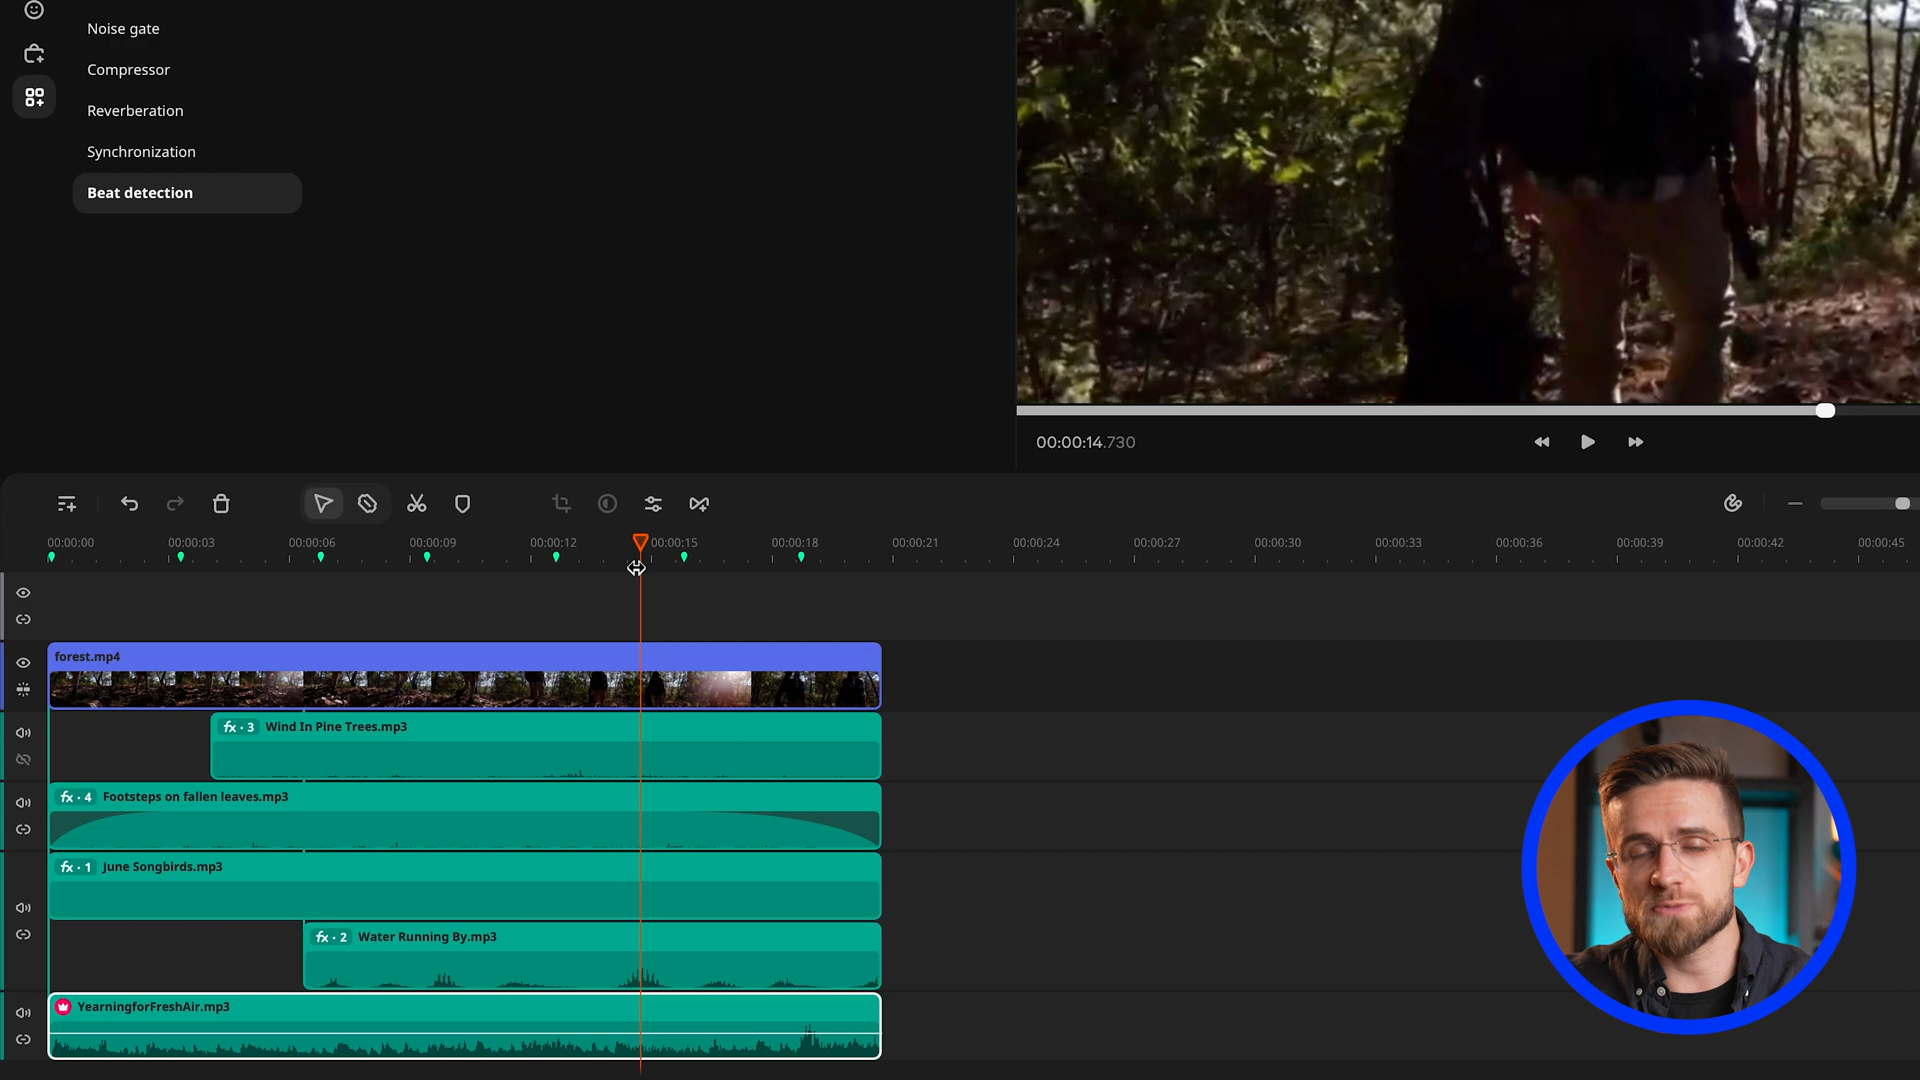 Noise gate
Compressor
Reverberation
Synchronization
Beat detection
00:00:14.730
00:00:00 00:00:03 00:00:06 00:00:09 00:00:12 00:00:15 00:00:18 00:00:21 00:00:24 00:00:27 00:00:30 00:00:33 00:00:36 00:00:39 00:00:42 00:00:45
forest.mp4
fx · 3 Wind In Pine Trees.mp3
fx · 4 Footsteps on fallen leaves.mp3
fx · 1 June Songbirds.mp3
fx · 2 Water Running By.mp3
YearningforFreshAir.mp3